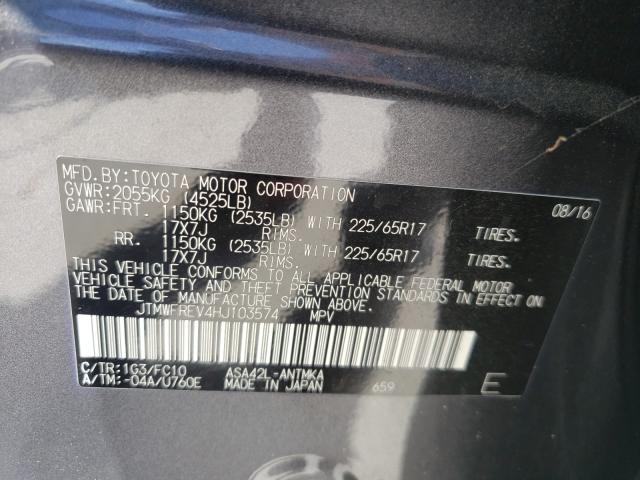 MFD.BY:TOYOTA MOTOR CORPORATION 08/16
GVWR:2055KG (4525LB)
GAWR:FRT. 1150KG (2535LB) WITH 225/65R17 TIRES.
17X7J RIMS.
RR. 1150KG (2535LB) WITH 225/65R17 TIRES.
17X7J RIMS.
THIS VEHICLE CONFORMS TO ALL APPLICABLE FEDERAL MOTOR
VEHICLE SAFETY AND THEFT PREVENTION STANDARDS IN EFFECT ON
THE DATE OF MANUFACTURE SHOWN ABOVE.
JTMWFREV4HJ103574 MPV
C/TR:1G3/FC10 ASA42L-ANTMKA
A/TM:-04A/U760E MADE IN JAPAN 659 E